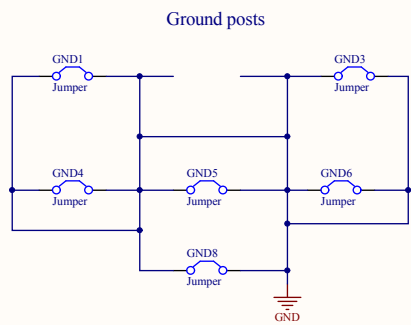 Ground posts
GND1
Jumper
GND3
Jumper
GND4
Jumper
GND5
Jumper
GND6
Jumper
GND8
Jumper
GND